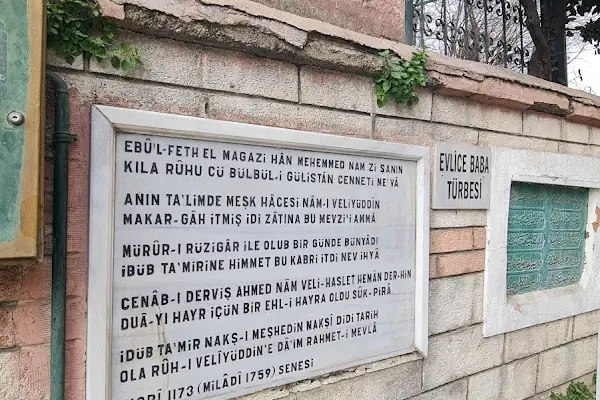 EBÛ'L-FETH EL MAGAZİ HÂN MEHEMMED NAM Zİ ŞANIN
KILA RÛHU CÜ BÜLBÜL-İ GÜLİSTÂN CENNETİ ME'VÂ
ANIN TA'LİMDE MEŞK HÂCESİ NÂM-I VELİYÜDDİN
MAKAR-GÂH İTMİŞ İDİ ZÂTINA BU MEVZİ'İ AMMÂ
MÜRÛR-I RÜZİGÂR İLE OLUB BİR GÜNDE BÜNYÂDİ
İBÜB TA'MİRİNE HİMMET BU KABRİ İTDİ NEV İHYÂ
CENÂB-I DERVİŞ AHMED NÂM VELİ-HASLET HEMÂN DER-HİN
DUÂ-YI HAYR İÇÜN BİR EHL-İ HAYRA OLDU SÜK-PİRÂ
İDÜB TA'MİR NAKŞ-I MEŞHEDİN NAKŞİ DİDİ TARİH
OLA RÛH-I VELİYÜDDİN'E DÂ'İM RAHMET-İ MEVLÂ
1173 (MİLÂDİ 1759) SENESİ
EVLİCE BABA
TÜRBESİ